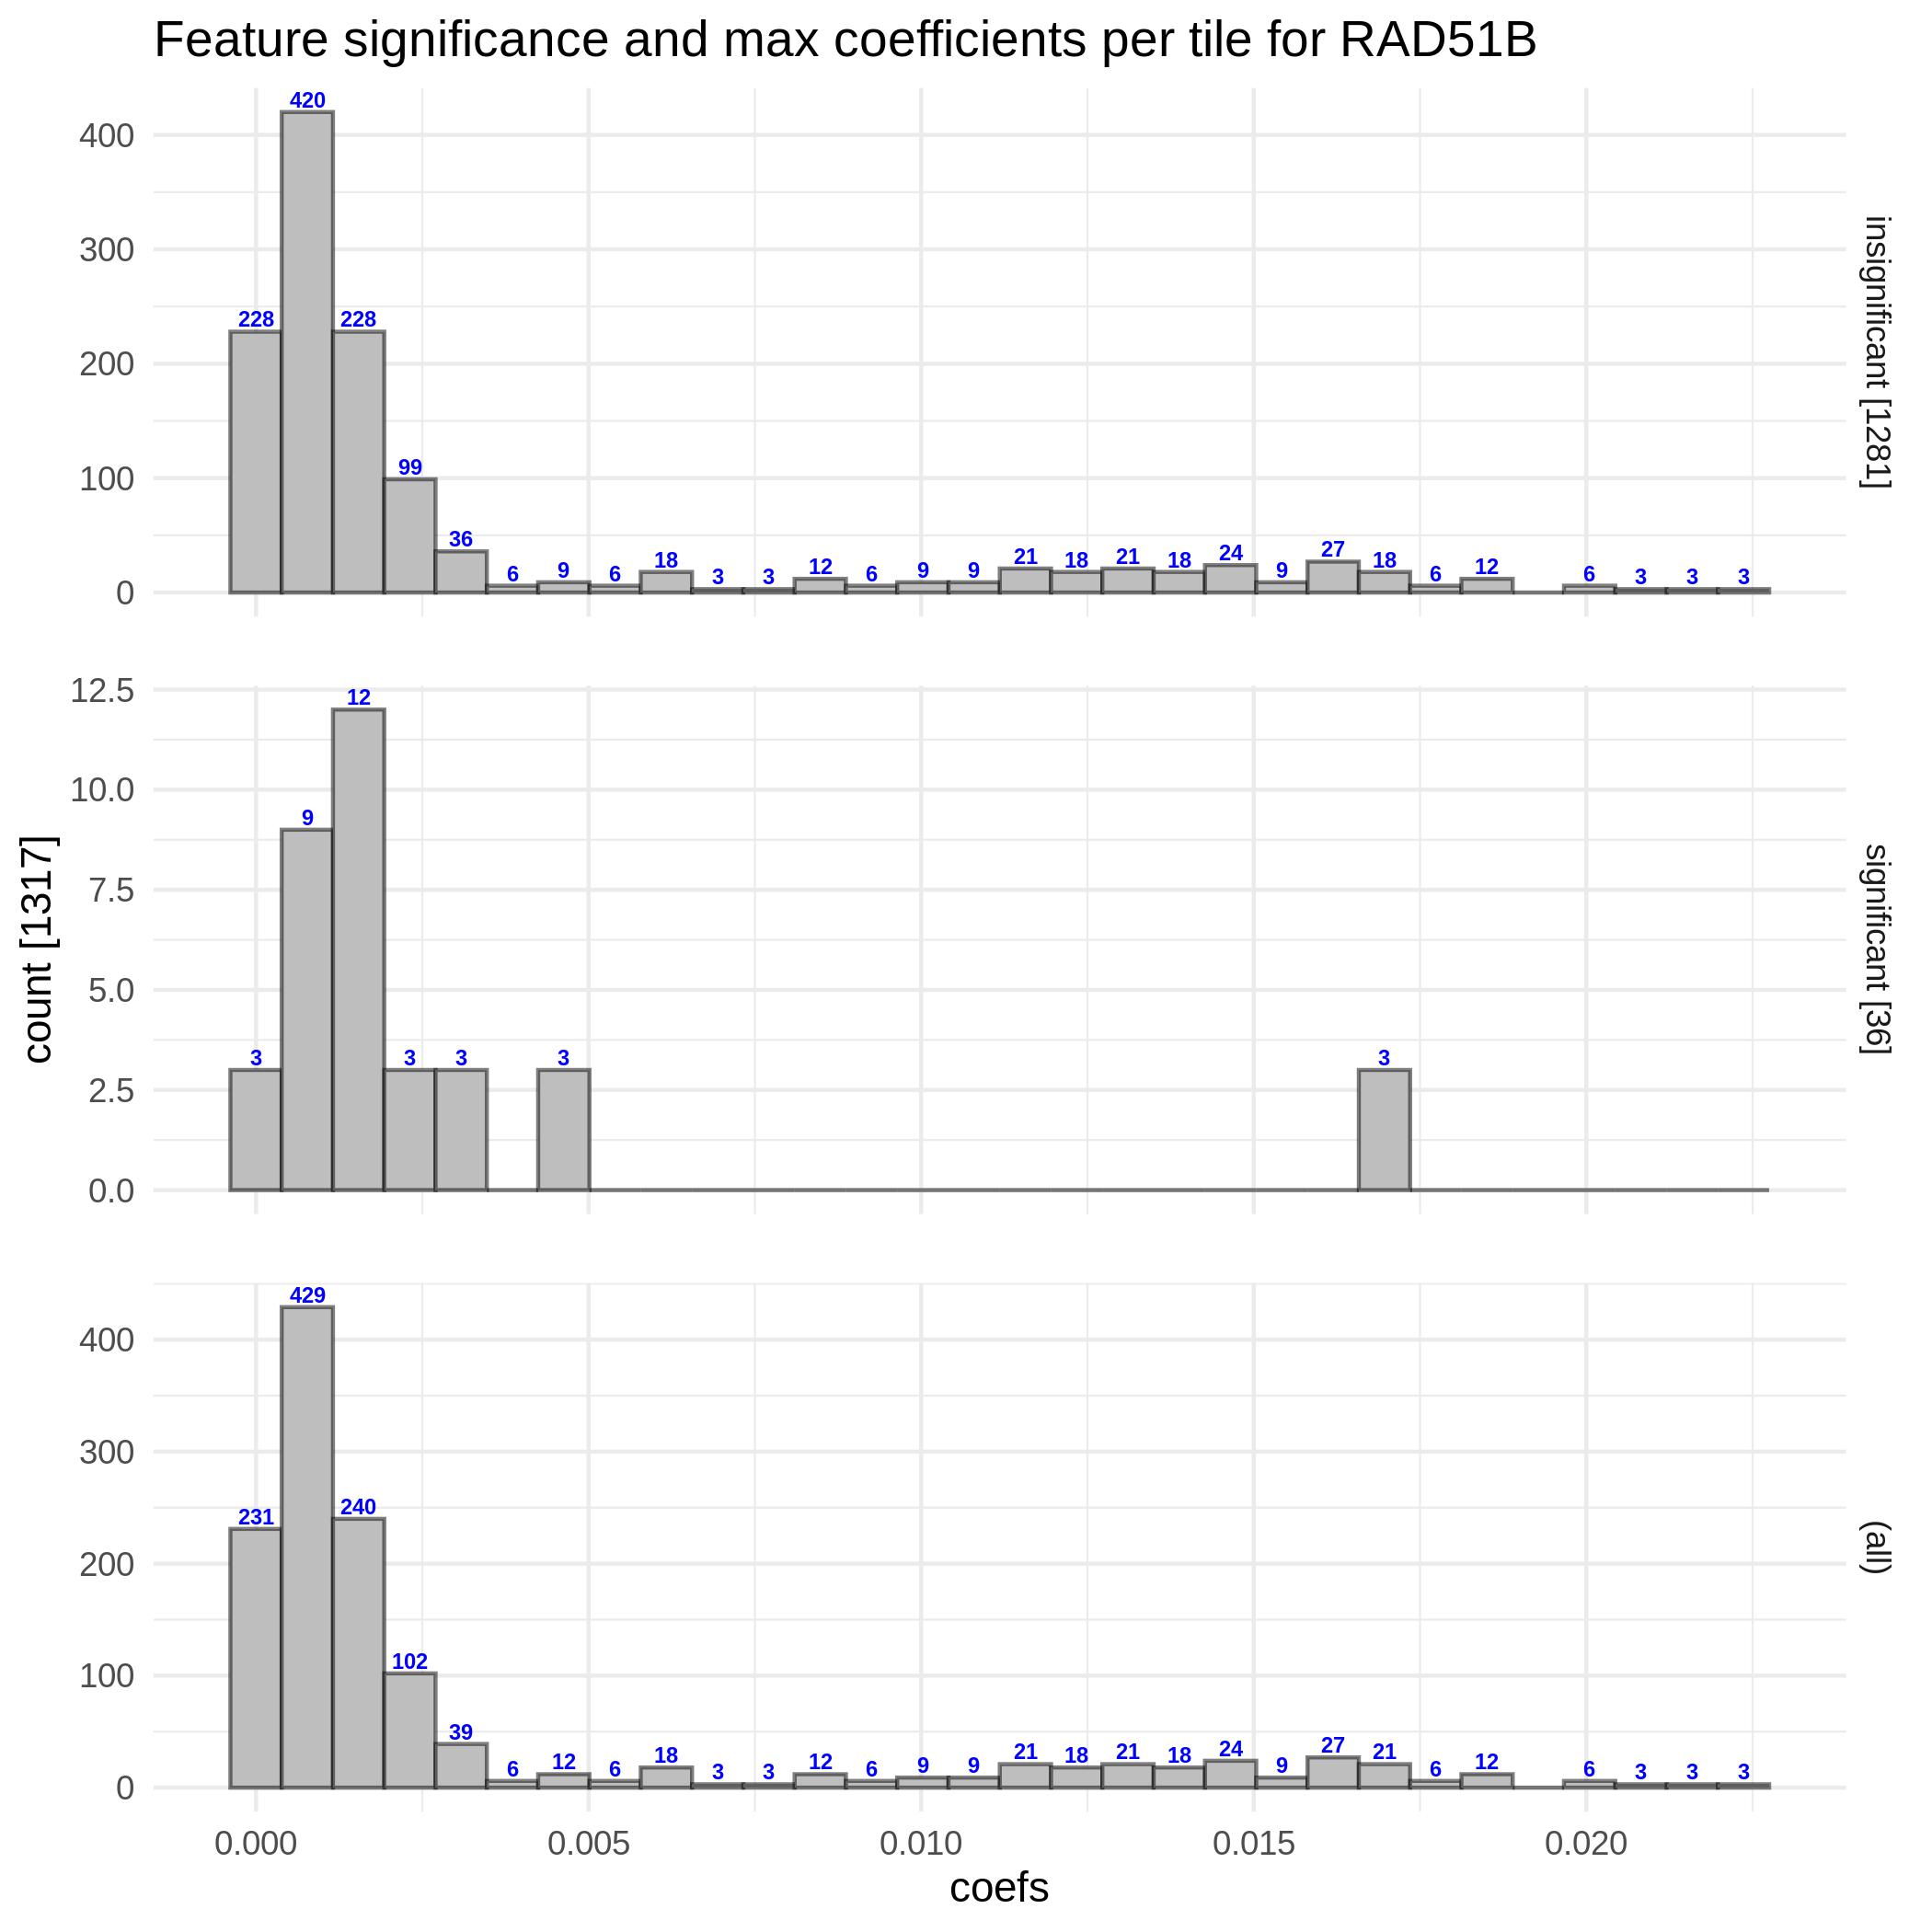 Feature significance and max coefficients per tile for RAD51B
420
400
300
228 228
200
99
100
36
6 9 6 18 3 3 12 6 9 9 21 18 21 18 24 9 27 18 6 12 6 3 3 3
0
insignificant [1281]
12.5
12
10.0
9
7.5
5.0
3 3 3 3 3
2.5
0.0
significant [36]
count [1317]
429
400
300
231 240
200
102
100
39
6 12 6 18 3 3 12 6 9 9 21 18 21 18 24 9 27 21 6 12 6 3 3 3
0
(all)
0.000 0.005 0.010 0.015 0.020
coefs